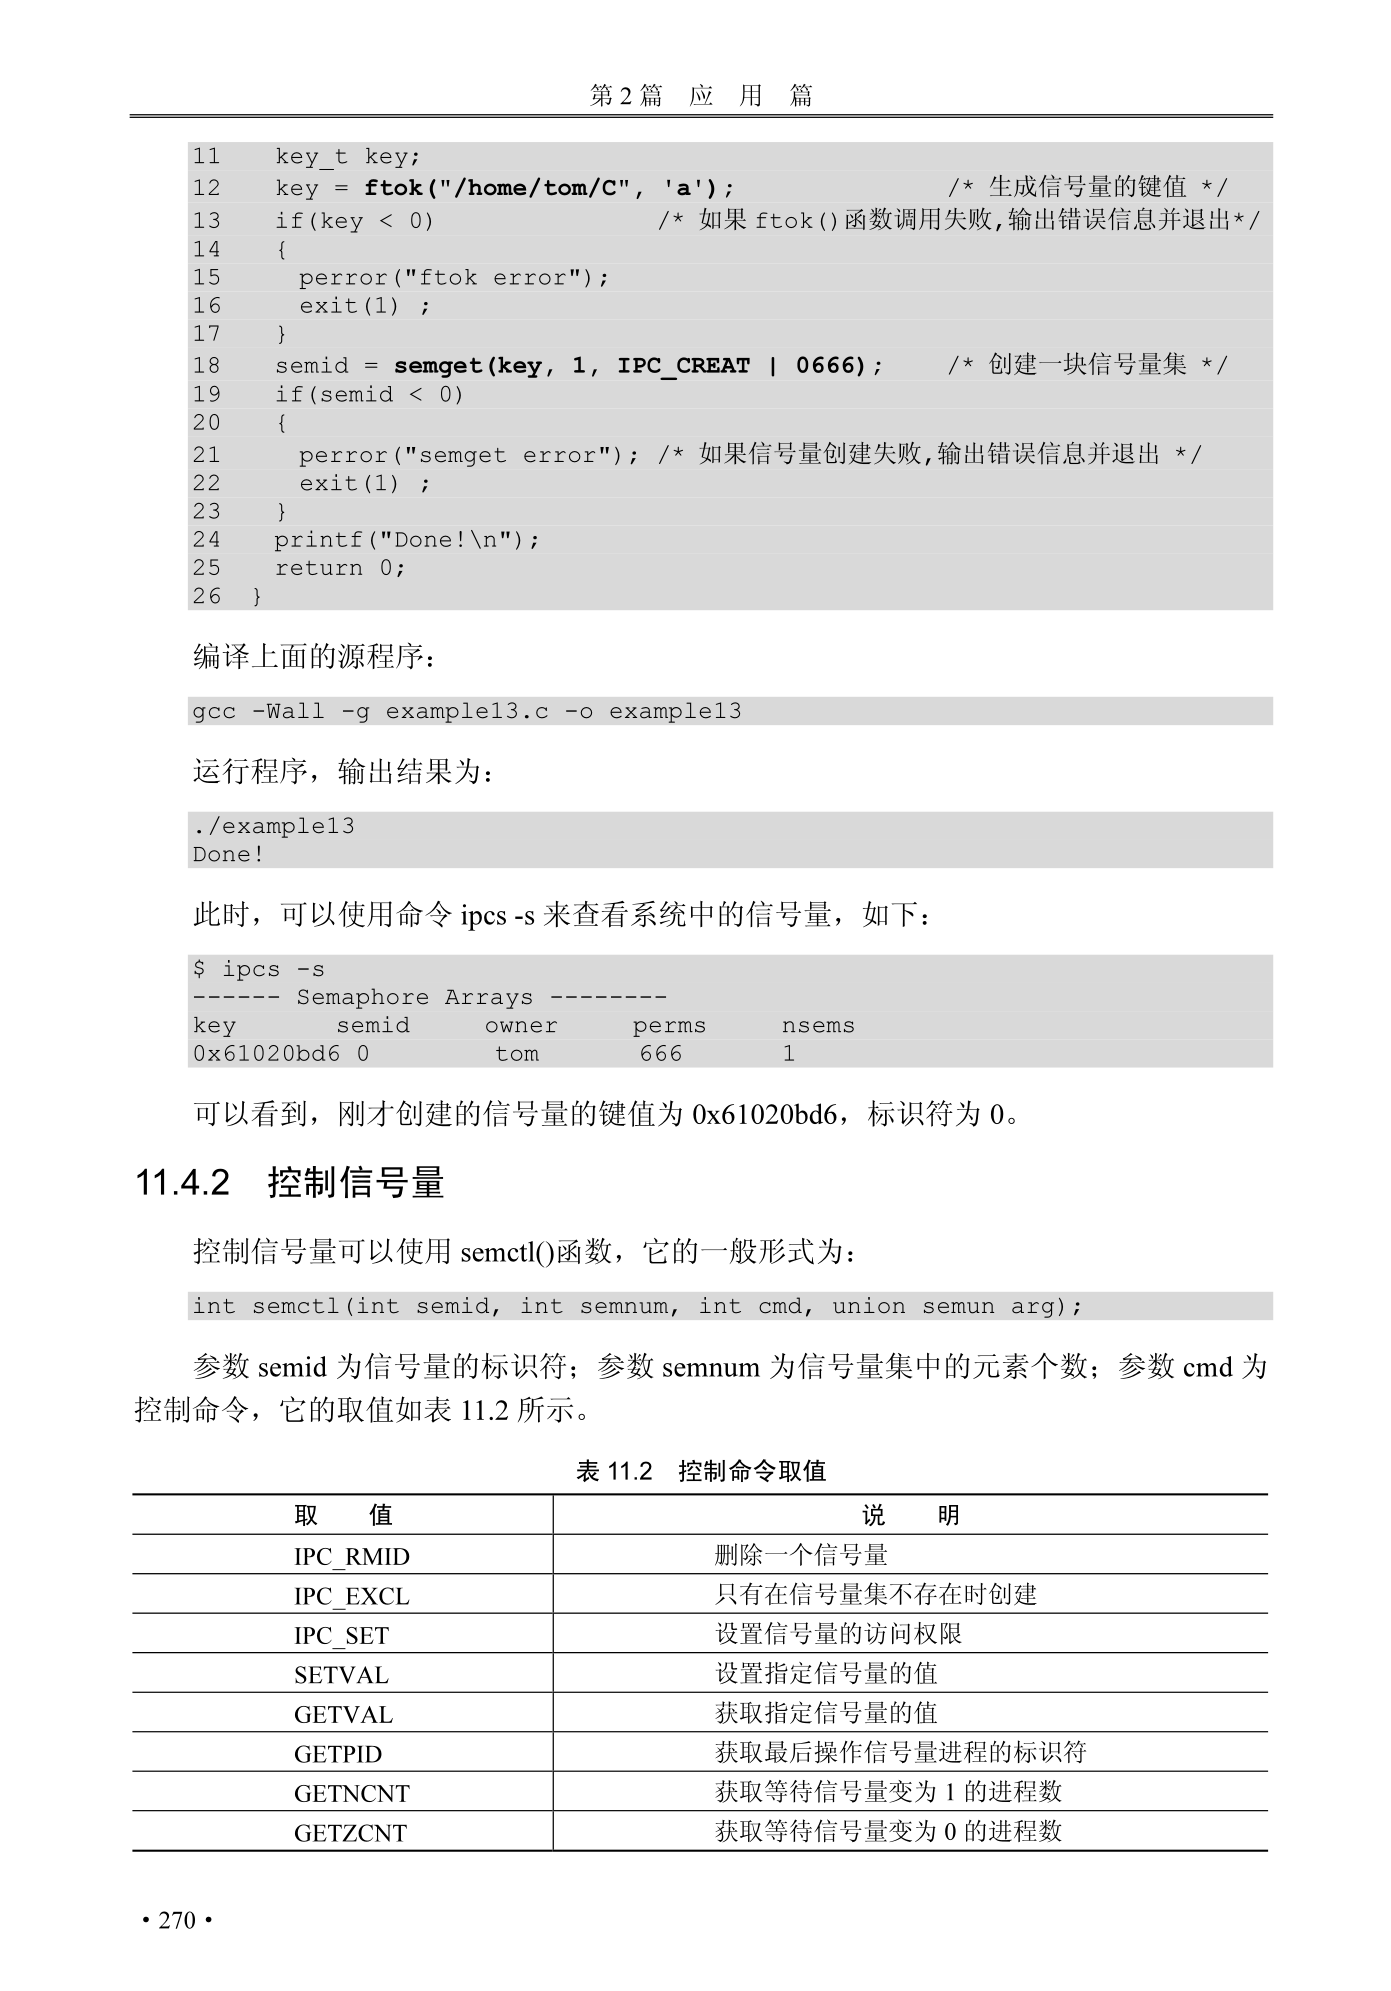 第 2 篇 应 用 篇
11 key_t key;
12 key = ftok("/home/tom/C", 'a'); /* 生成信号量的键值 */
13 if(key < 0) /* 如果 ftok()函数调用失败,输出错误信息并退出*/
14 {
15 perror("ftok error");
16 exit(1) ;
17 }
18 semid = semget(key, 1, IPC_CREAT | 0666); /* 创建一块信号量集 */
19 if(semid < 0)
20 {
21 perror("semget error"); /* 如果信号量创建失败,输出错误信息并退出 */
22 exit(1) ;
23 }
24 printf("Done!\n");
25 return 0;
26 }
编译上面的源程序：
gcc -Wall -g example13.c -o example13
运行程序，输出结果为：
./example13
Done!
此时，可以使用命令 ipcs -s 来查看系统中的信号量，如下：
$ ipcs -s
------ Semaphore Arrays --------
key semid owner perms nsems
0x61020bd6 0 tom 666 1
可以看到，刚才创建的信号量的键值为 0x61020bd6，标识符为 0。
11.4.2 控制信号量
控制信号量可以使用 semctl()函数，它的一般形式为：
int semctl(int semid, int semnum, int cmd, union semun arg);
参数 semid 为信号量的标识符；参数 semnum 为信号量集中的元素个数；参数 cmd 为
控制命令，它的取值如表 11.2 所示。
表 11.2 控制命令取值
取 值 说 明
IPC_RMID 删除一个信号量
IPC_EXCL 只有在信号量集不存在时创建
IPC_SET 设置信号量的访问权限
SETVAL 设置指定信号量的值
GETVAL 获取指定信号量的值
GETPID 获取最后操作信号量进程的标识符
GETNCNT 获取等待信号量变为 1 的进程数
GETZCNT 获取等待信号量变为 0 的进程数
• 270 •